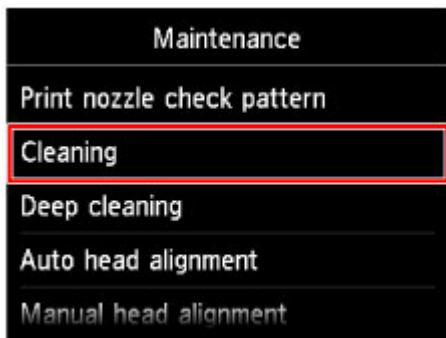 Maintenance
Print nozzle check pattern
Cleaning
Deep cleaning
Auto head alignment
Manual head alignment